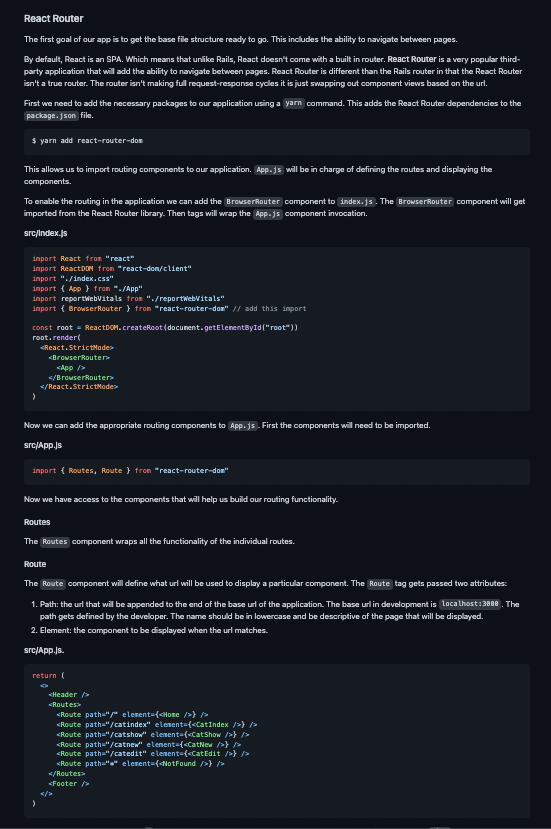 React Router
The first goal of our app is to get the base file structure ready to go. This includes the ability to navigate between pages.
By default, React is an SPA. Which means that unlike Rails, React doesn't come with a built in router. React Router is a very popular third-
party application that will add the ability to navigate between pages. React Router is different than the Rails router in that the React Router
isn't a true router. The router isn't making full request-response cycles it is just swapping out component views based on the url.
First we need to add the necessary packages to our application using a yarn command. This adds the React Router dependencies to the
package.json file.
$ yarn add react-router-dom
This allows us to import routing components to our application. App.js will be in charge of defining the routes and displaying the
components.
To enable the routing in the application we can add the BrowserRouter component to index.js. The BrowserRouter component will get
imported from the React Router library. Then tags will wrap the App.js component invocation.
src/index.js
import React from "react"
import ReactDOM from "react-dom/client"
import "./index.css"
import { App } from "./App"
import reportWebVitals from "./reportWebVitals"
import { BrowserRouter } from "react-router-dom" // add this import
const root = ReactDOM.createRoot(document.getElementById("root"))
root.render(
<React.StrictMode>
<BrowserRouter>
<App />
</BrowserRouter>
</React.StrictMode>
)
Now we can add the appropriate routing components to App.js. First the components will need to be imported.
src/App.js
import { Routes, Route } from "react-router-dom"
Now we have access to the components that will help us build our routing functionality.
Routes
The Routes component wraps all the functionality of the individual routes.
Route
The Route component will define what url will be used to display a particular component. The Route tag gets passed two attributes:
1. Path: the url that will be appended to the end of the base url of the application. The base url in development is localhost:3000. The
path gets defined by the developer. The name should be in lowercase and be descriptive of the page that will be displayed.
2. Element: the component to be displayed when the url matches.
src/App.js.
return (
<>
<Header />
<Routes>
<Route path="/" element={<Home />} />
<Route path="/catindex" element={<CatIndex />} />
<Route path="/catshow" element={<CatShow />} />
<Route path="/catnew" element={<CatNew />} />
<Route path="/catedit" element={<CatEdit />} />
<Route path="*" element={<NotFound />} />
</Routes>
<Footer />
</>
)